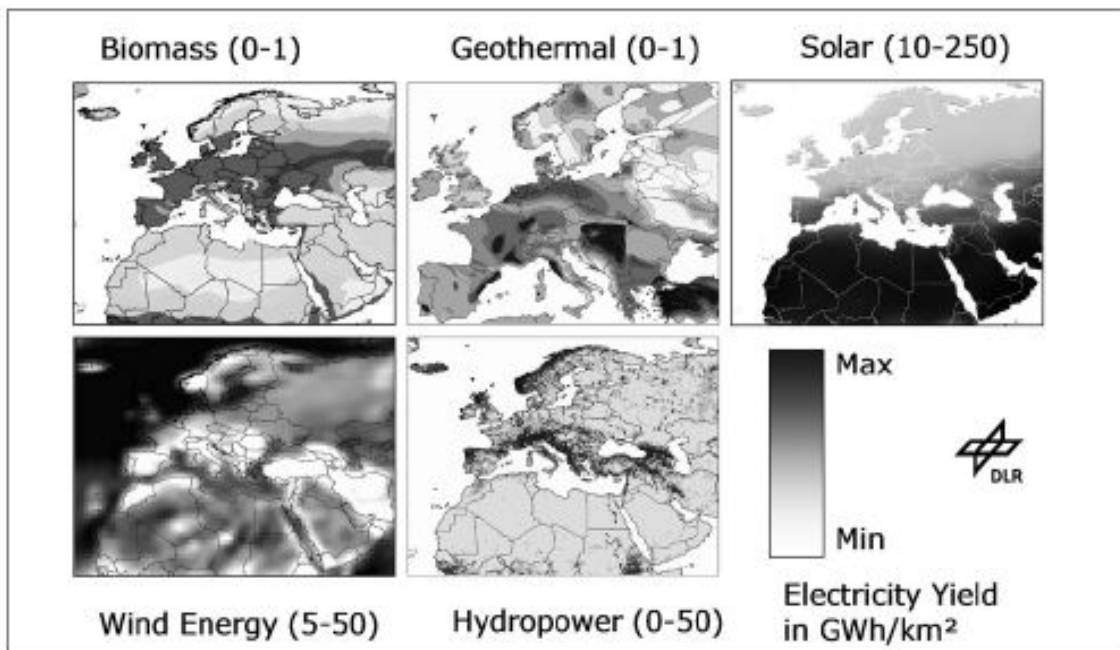 Biomass (0-1)
Geothermal (0-1)
Solar (10-250)
Max
DLR
Min
Wind Energy (5-50)
Hydropower (0-50)
Electricity Yield
in GWh/km²